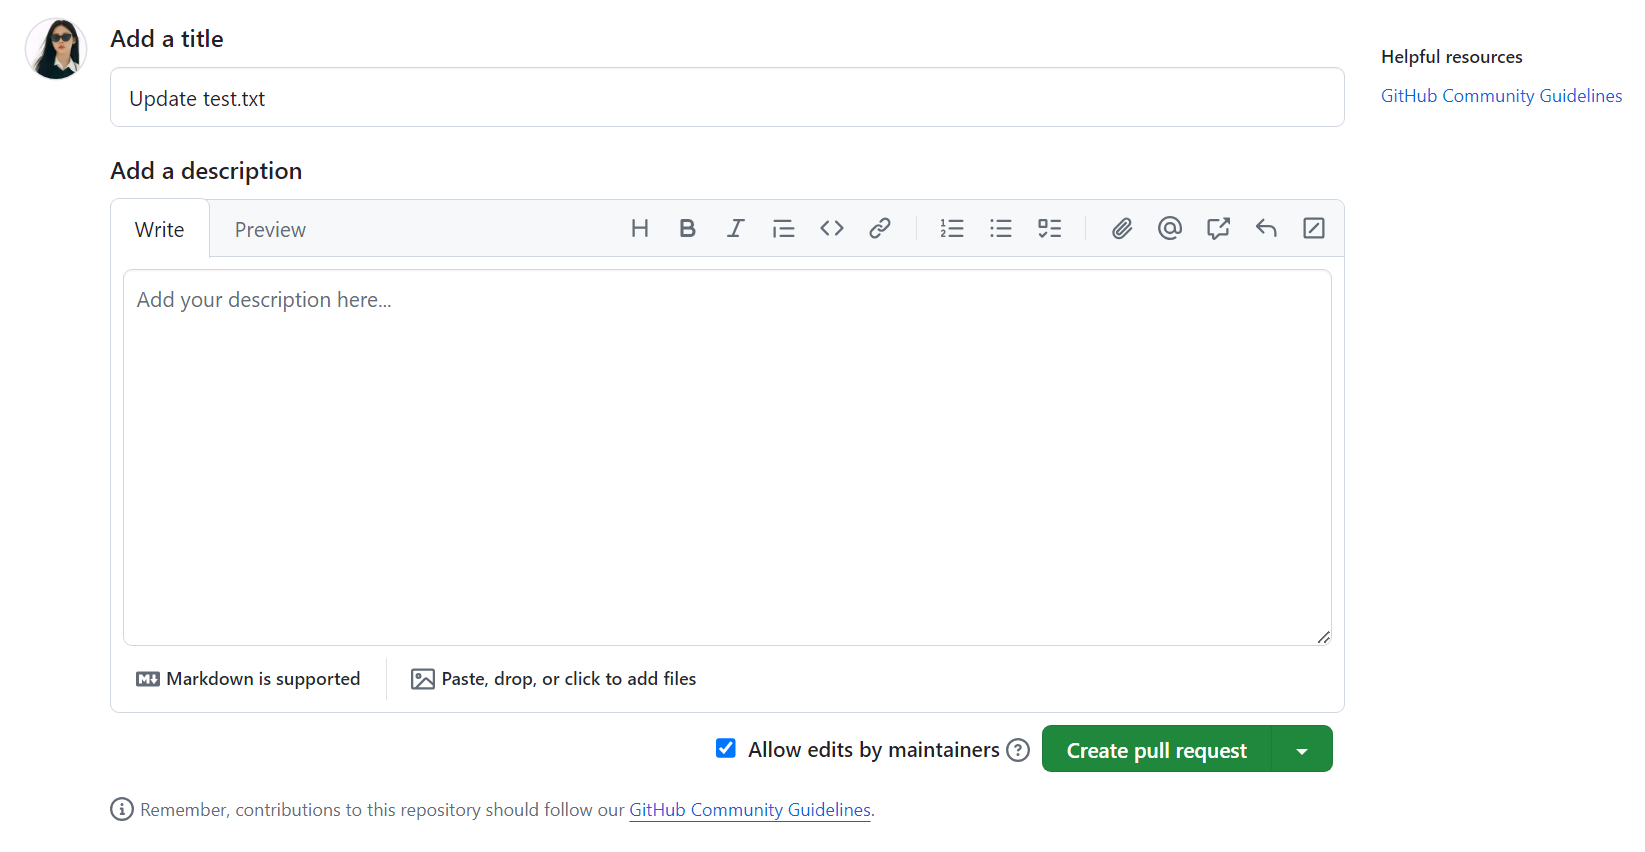 Add a title
Helpful resources
Update test.txt
GitHub Community Guidelines
Add a description
Write Preview H B I
Add your description here...
M Markdown is supported Paste, drop, or click to add files
Allow edits by maintainers ? Create pull request
Remember, contributions to this repository should follow our GitHub Community Guidelines.